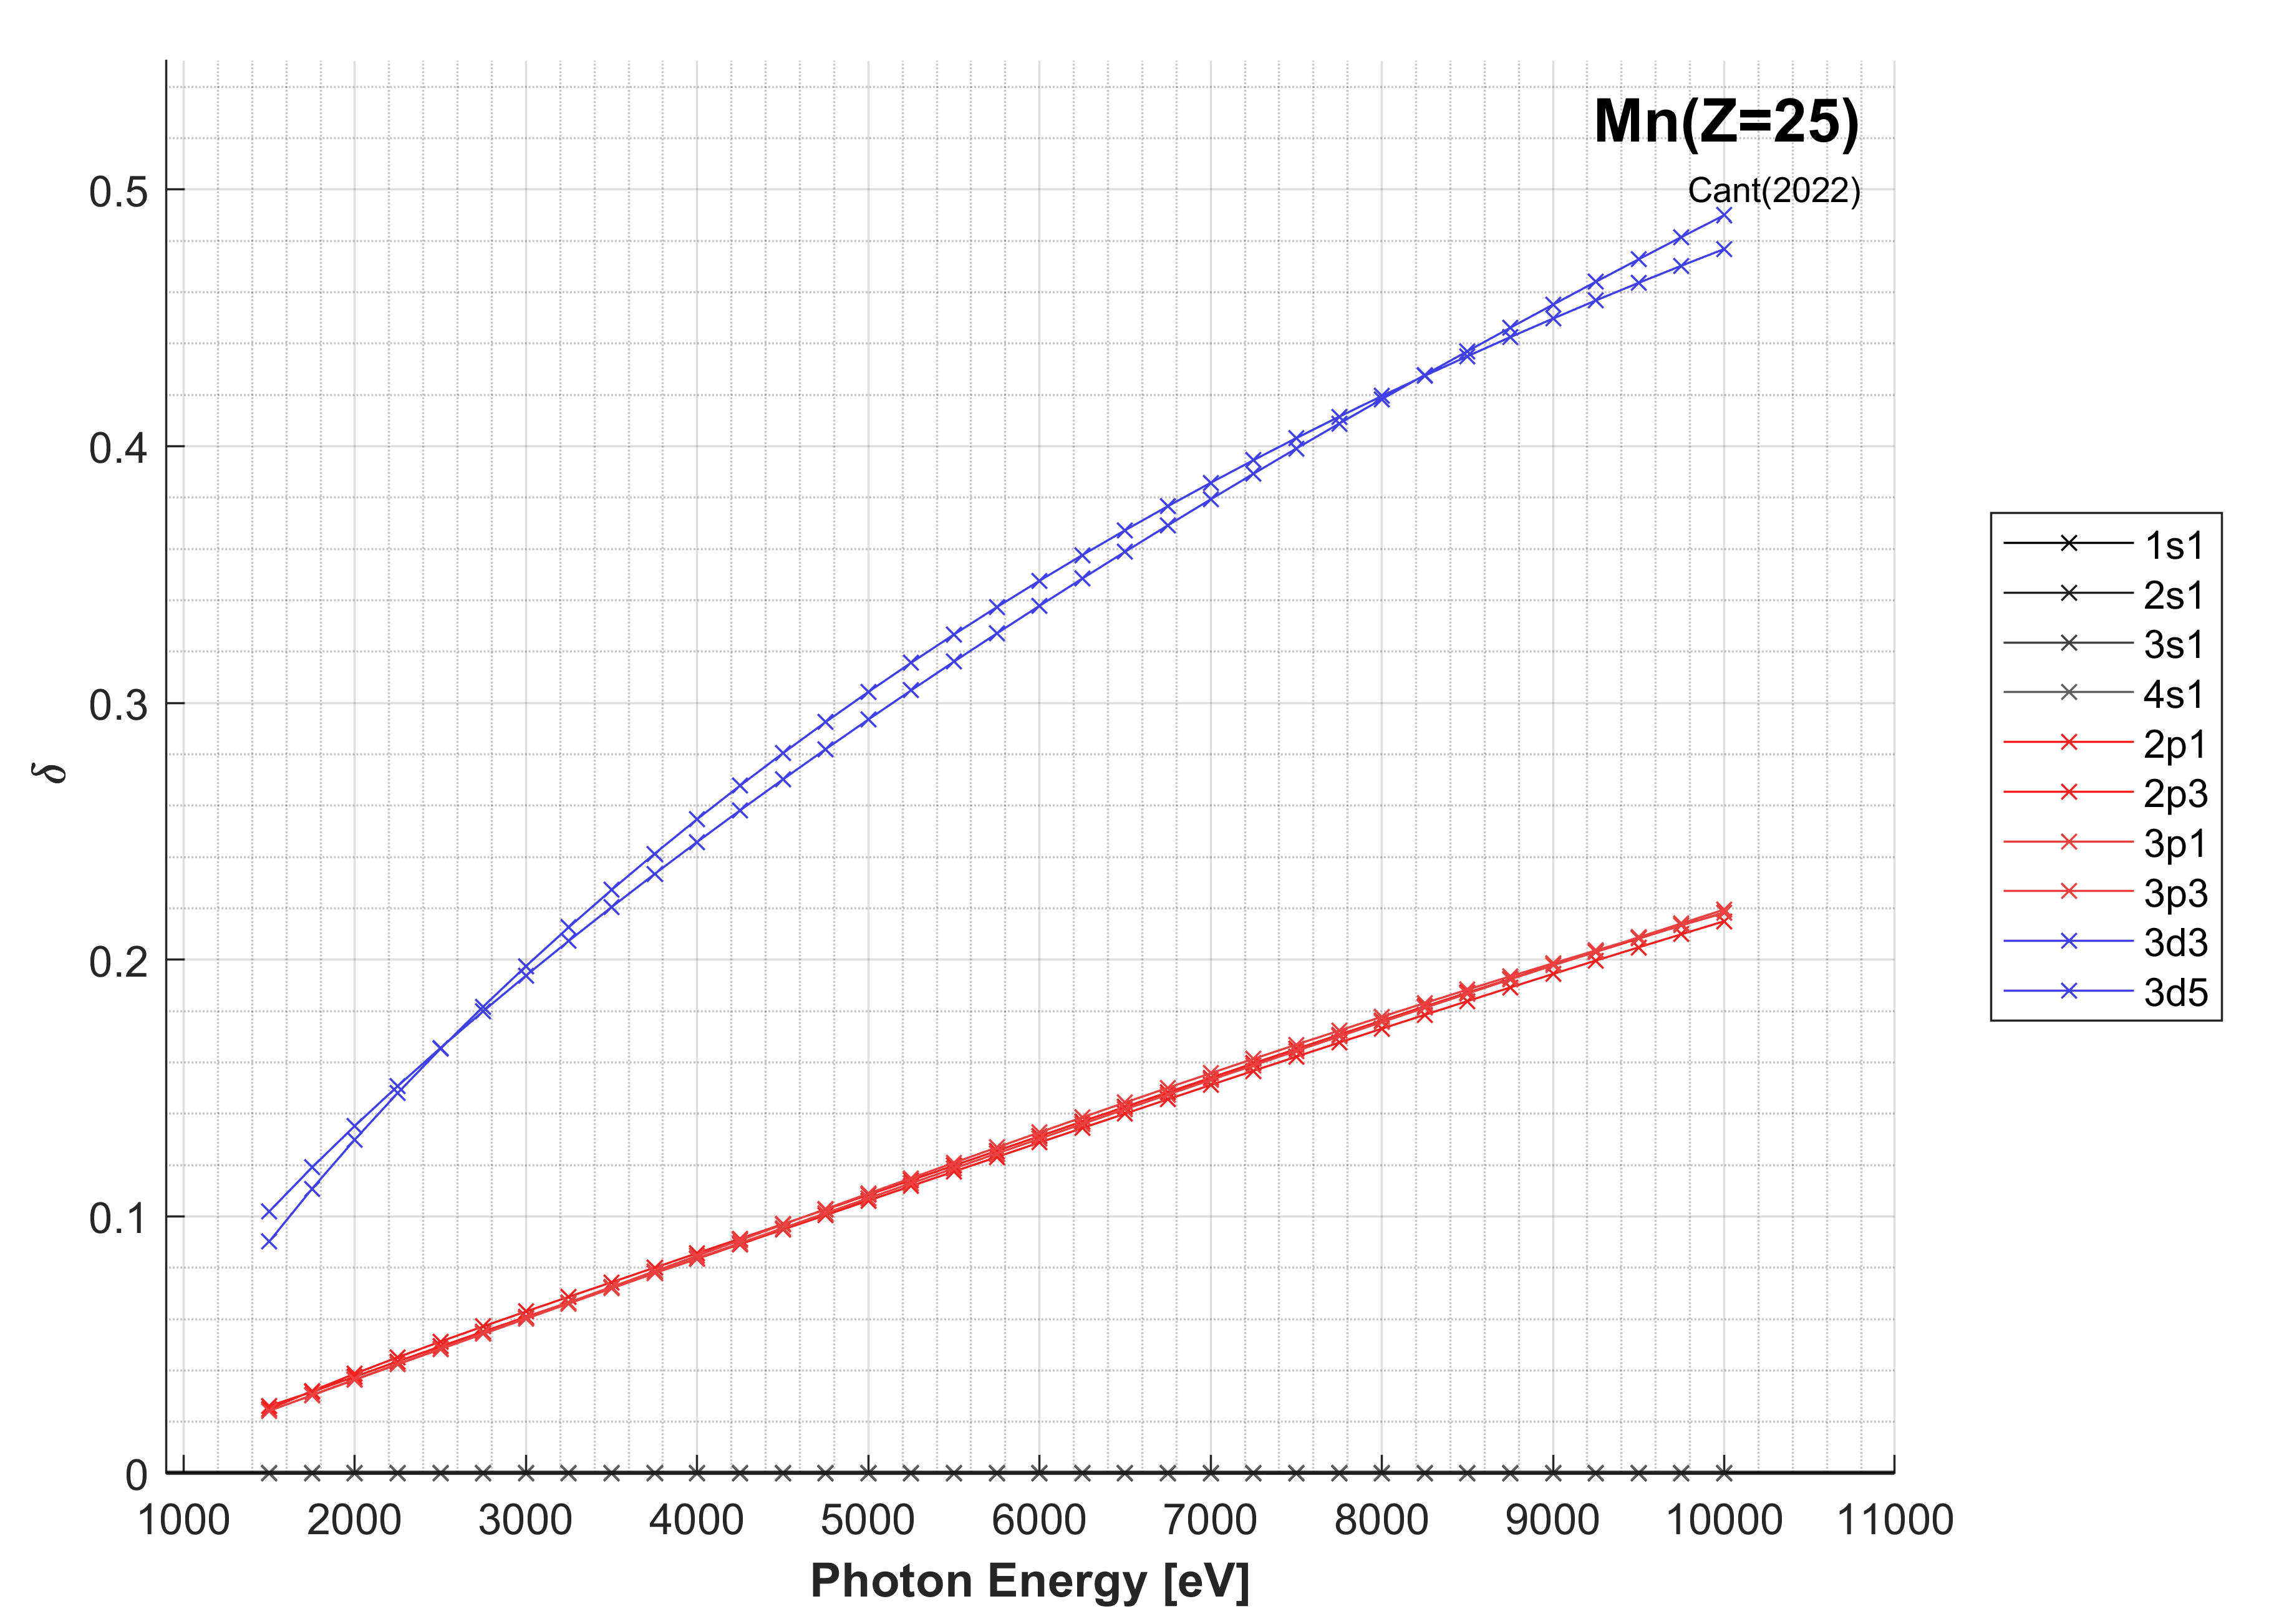 Mn(Z=25)
Cant(2022)
0.5
0.4
0.3
0.2
0.1
0
δ
1000 2000 3000 4000 5000 6000 7000 8000 9000 10000 11000
Photon Energy [eV]
1s1
2s1
3s1
4s1
2p1
2p3
3p1
3p3
3d3
3d5